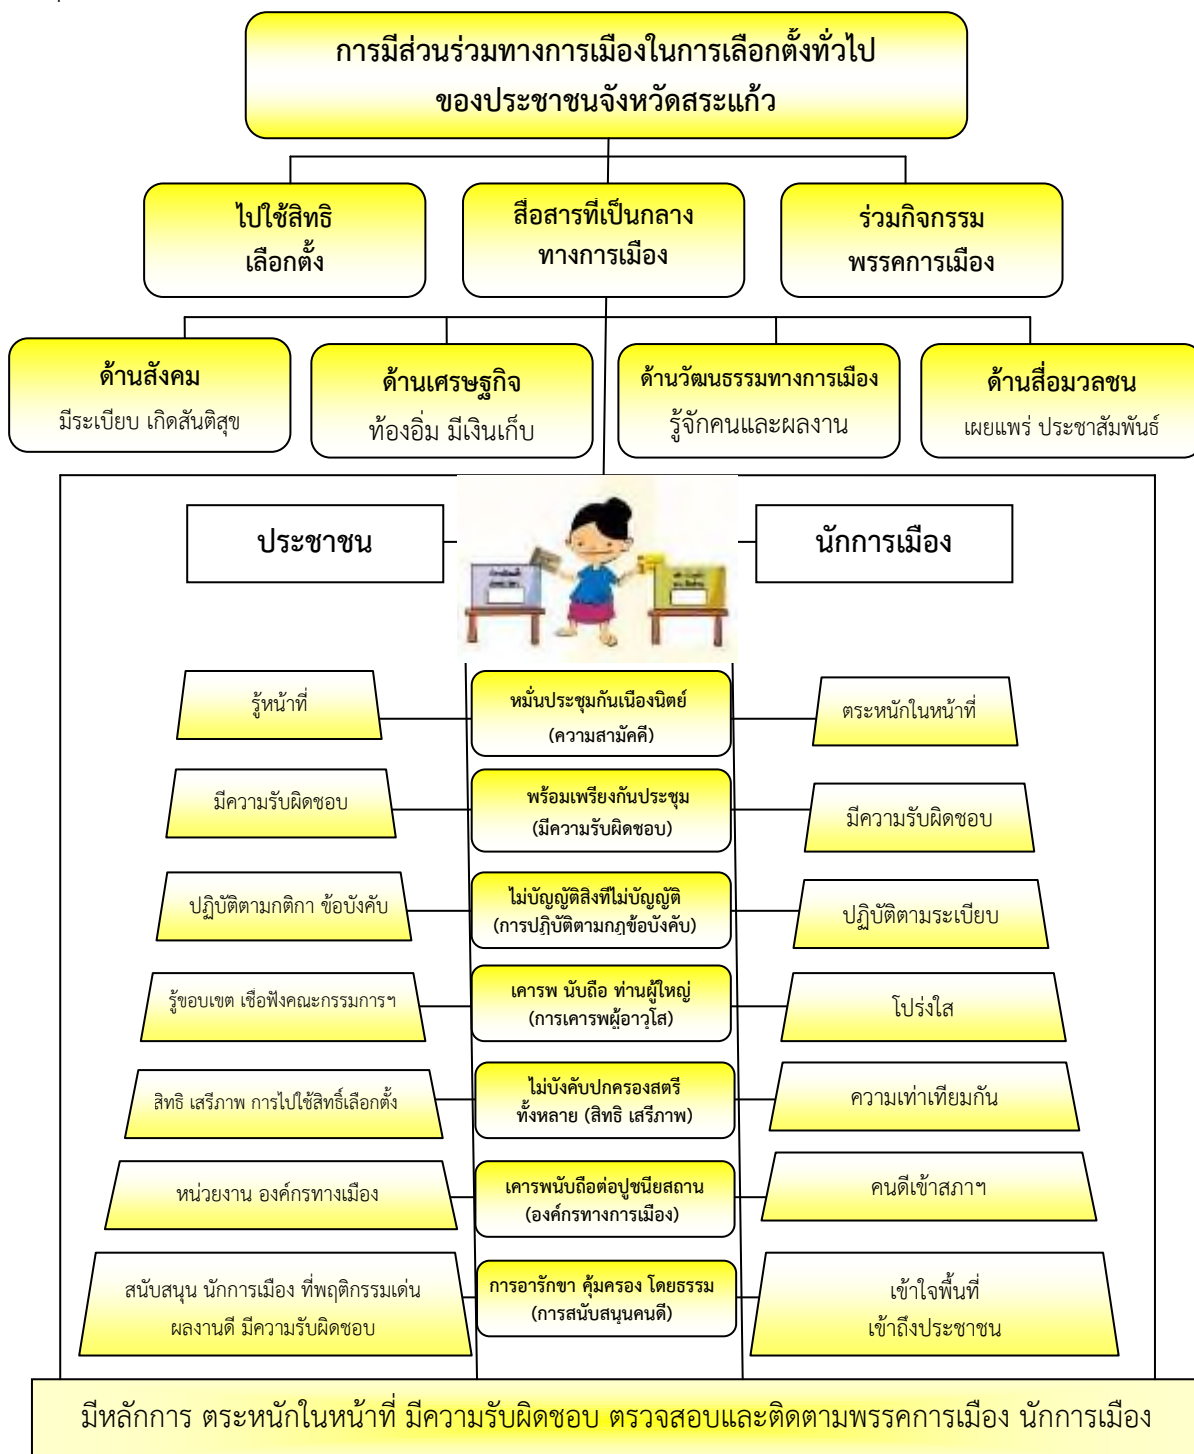 การมีส่วนร่วมทางการเมืองในการเลือกตั้งทั่วไป
ของประชาชนจังหวัดสระแก้ว
ไปใช้สิทธิ
เลือกตั้ง
สื่อสารที่เป็นกลาง
ทางการเมือง
ร่วมกิจกรรม
พรรคการเมือง
ด้านสังคม
มีระเบียบ เกิดสันติสุข
ด้านเศรษฐกิจ
ท้องอิ่ม มีเงินเก็บ
ด้านวัฒนธรรมทางการเมือง
รู้จักคนและผลงาน
ด้านสื่อมวลชน
เผยแพร่ ประชาสัมพันธ์
ประชาชน
นักการเมือง
รู้หน้าที่
หมั่นประชุมกันเนืองนิตย์
(ความสามัคคี)
ตระหนักในหน้าที่
มีความรับผิดชอบ
พร้อมเพรียงกันประชุม
(มีความรับผิดชอบ)
มีความรับผิดชอบ
ปฏิบัติตามกติกา ข้อบังคับ
ไม่บัญญัติสิ่งที่ไม่บัญญัติ
(การปฏิบัติตามกฎข้อบังคับ)
ปฏิบัติตามระเบียบ
รู้ขอบเขต เชื่อฟังคณะกรรมการฯ
เคารพ นับถือ ท่านผู้ใหญ่
(การเคารพผู้อาวุโส)
โปร่งใส
สิทธิ เสรีภาพ การไปใช้สิทธิ์เลือกตั้ง
ไม่บังคับปกครองสตรี
ทั้งหลาย (สิทธิ เสรีภาพ)
ความเท่าเทียมกัน
หน่วยงาน องค์กรทางเมือง
เคารพนับถือต่อปูชนียสถาน
(องค์กรทางการเมือง)
คนดีเข้าสภาฯ
สนับสนุน นักการเมือง ที่พฤติกรรมเด่น
ผลงานดี มีความรับผิดชอบ
การอารักขา คุ้มครอง โดยธรรม
(การสนับสนุนคนดี)
เข้าใจพื้นที่
เข้าถึงประชาชน
มีหลักการ ตระหนักในหน้าที่ มีความรับผิดชอบ ตรวจสอบและติดตามพรรคการเมือง นักการเมือง